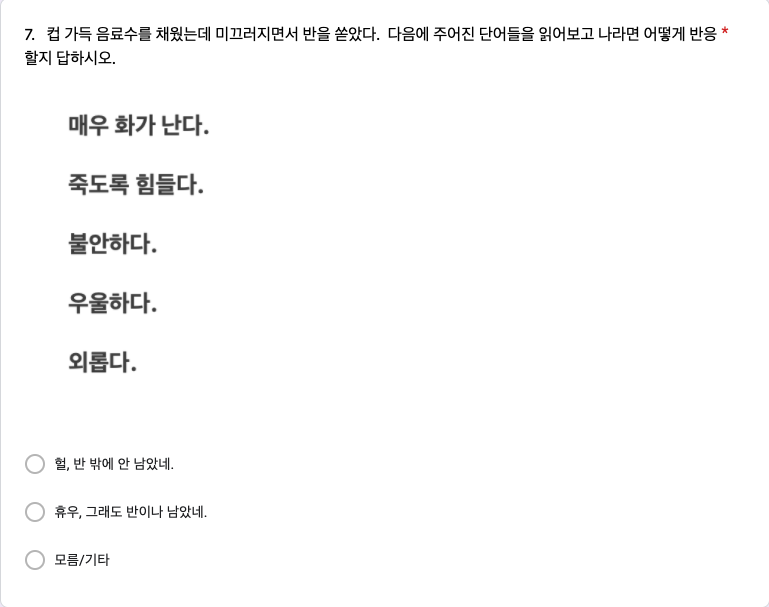 7. 컵 가득 음료수를 채웠는데 미끄러지면서 반을 쏟았다. 다음에 주어진 단어들을 읽어보고 나라면 어떻게 반응 *
할지 답하시오.
매우 화가 난다.
죽도록 힘들다.
불안하다.
우울하다.
외롭다.
헐, 반 밖에 안 남았네.
휴우, 그래도 반이나 남았네.
모름/기타